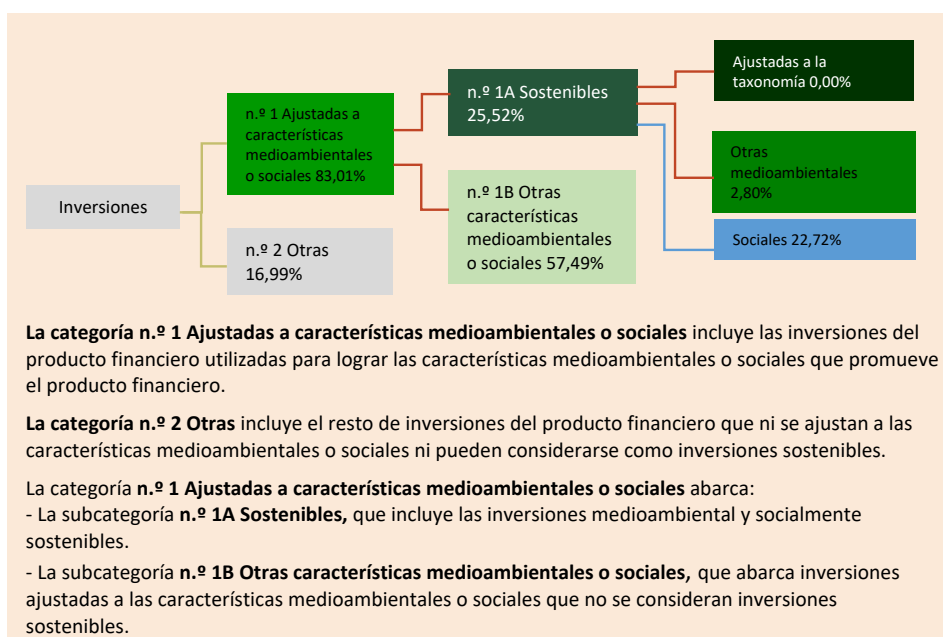 Inversiones
n.º 1 Ajustadas a
características
medioambientales
o sociales 83,01%
n.º 2 Otras
16,99%
n.º 1A Sostenibles
25,52%
n.º 1B Otras
características
medioambientales
o sociales 57,49%
Ajustadas a la
taxonomía 0,00%
Otras
medioambientales
2,80%
Sociales 22,72%
La categoría n.º 1 Ajustadas a características medioambientales o sociales incluye las inversiones del
producto financiero utilizadas para lograr las características medioambientales o sociales que promueve
el producto financiero.
La categoría n.º 2 Otras incluye el resto de inversiones del producto financiero que ni se ajustan a las
características medioambientales o sociales ni pueden considerarse como inversiones sostenibles.
La categoría n.º 1 Ajustadas a características medioambientales o sociales abarca:
- La subcategoría n.º 1A Sostenibles, que incluye las inversiones medioambiental y socialmente
sostenibles.
- La subcategoría n.º 1B Otras características medioambientales o sociales, que abarca inversiones
ajustadas a las características medioambientales o sociales que no se consideran inversiones
sostenibles.